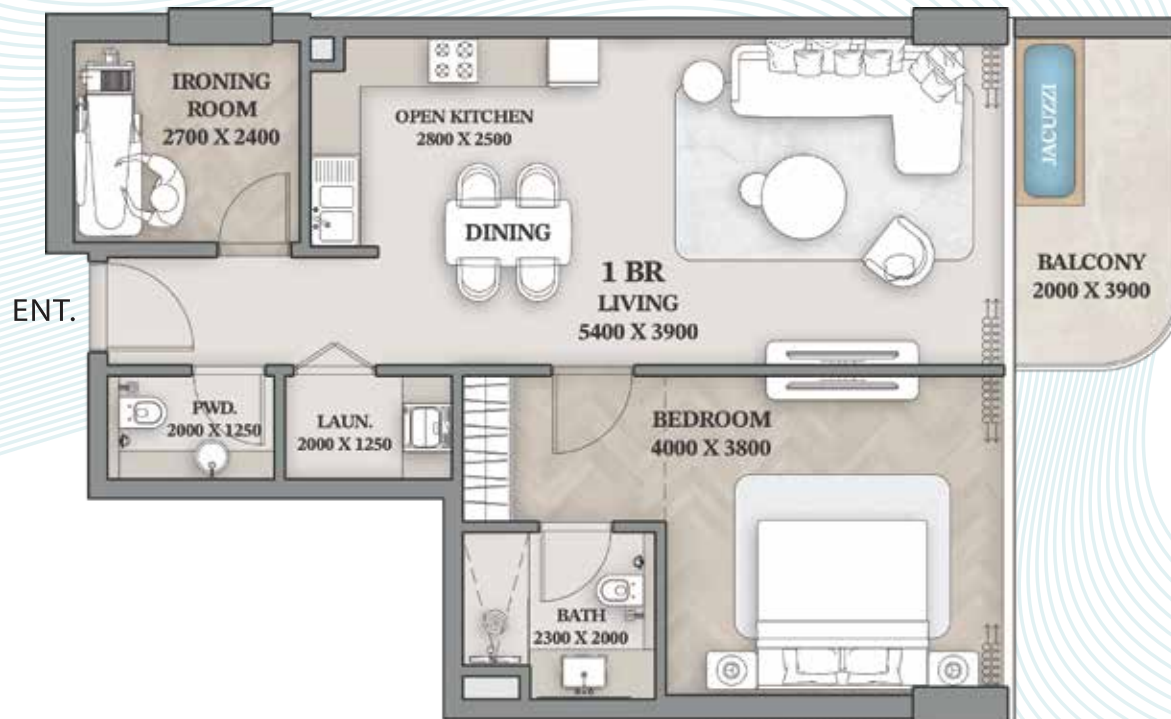 IRONING
ROOM
2700 X 2400
OPEN KITCHEN
2800 X 2500
JACUZZI
DINING
1 BR
LIVING
5400 X 3900
BALCONY
2000 X 3900
ENT.
PWD.
2000 X 1250
LAUN.
2000 X 1250
BEDROOM
4000 X 3800
BATH
2300 X 2000